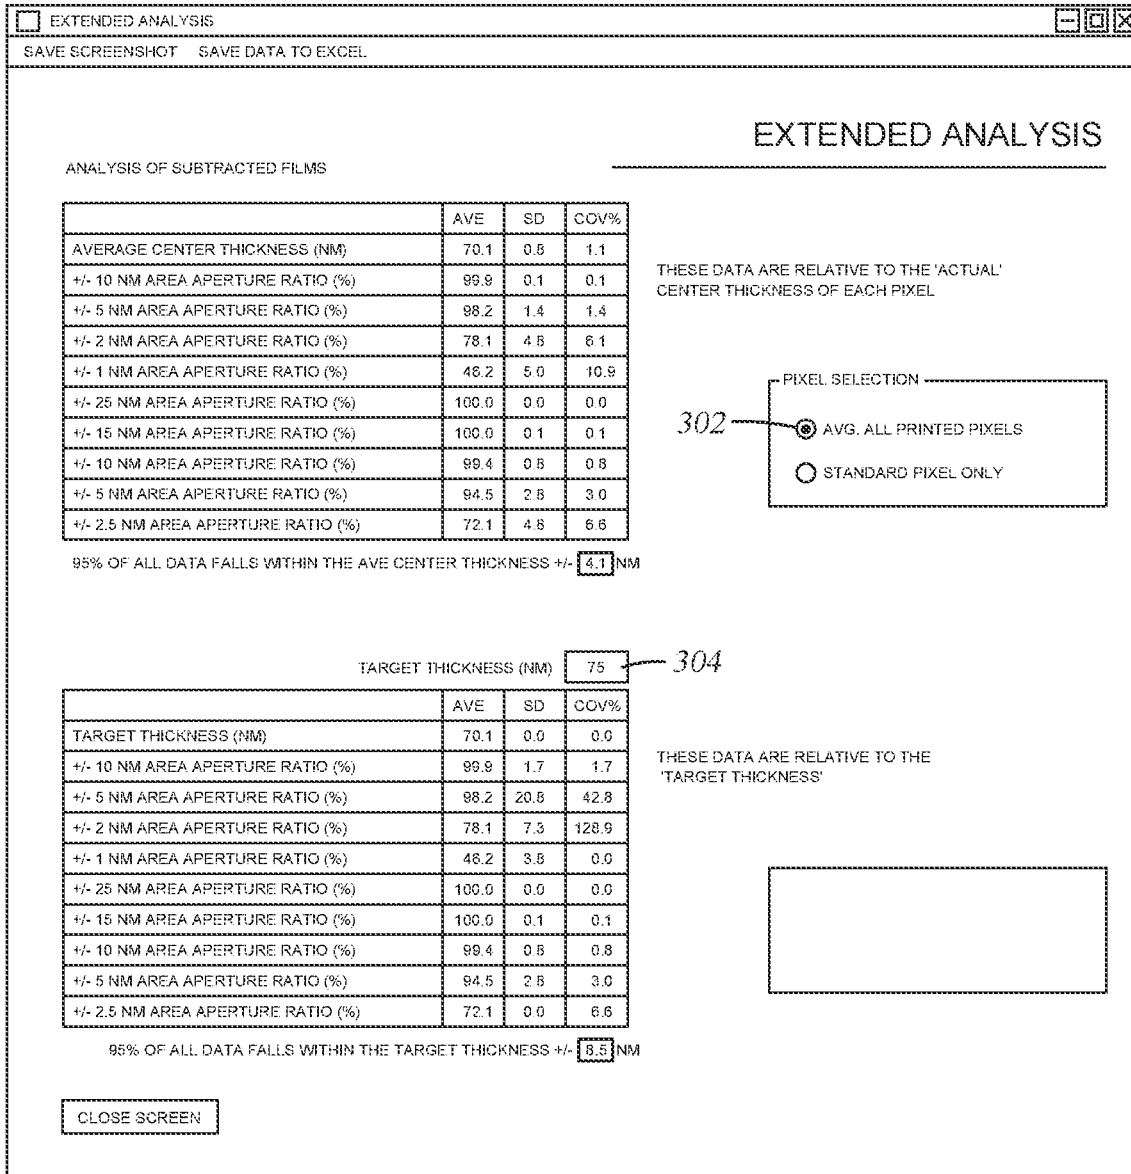 EXTENDED ANALYSIS
SAVE SCREENSHOT SAVE DATA TO EXCEL
EXTENDED ANALYSIS
ANALYSIS OF SUBTRACTED FILMS
AVE SD COV%
AVERAGE CENTER THICKNESS (NM) 70.1 0.8 1.1
+/- 10 NM AREA APERTURE RATIO (%) 99.9 0.1 0.1
+/- 5 NM AREA APERTURE RATIO (%) 98.2 1.4 1.4
+/- 2 NM AREA APERTURE RATIO (%) 78.1 4.8 6.1
+/- 1 NM AREA APERTURE RATIO (%) 46.2 5.0 10.9
+/- 25 NM AREA APERTURE RATIO (%) 100.0 0.0 0.0
+/- 15 NM AREA APERTURE RATIO (%) 100.0 0.1 0.1
+/- 10 NM AREA APERTURE RATIO (%) 99.4 0.8 0.8
+/- 5 NM AREA APERTURE RATIO (%) 94.5 2.8 3.0
+/- 2.5 NM AREA APERTURE RATIO (%) 72.1 4.8 6.6
95% OF ALL DATA FALLS WITHIN THE AVE CENTER THICKNESS +/- 4.1 NM
THESE DATA ARE RELATIVE TO THE 'ACTUAL'
CENTER THICKNESS OF EACH PIXEL
PIXEL SELECTION
302
AVG. ALL PRINTED PIXELS
STANDARD PIXEL ONLY
TARGET THICKNESS (NM) 75 304
AVE SD COV%
TARGET THICKNESS (NM) 70.1 0.0 0.0
+/- 10 NM AREA APERTURE RATIO (%) 99.9 1.7 1.7
+/- 5 NM AREA APERTURE RATIO (%) 98.2 20.8 42.8
+/- 2 NM AREA APERTURE RATIO (%) 78.1 7.3 128.9
+/- 1 NM AREA APERTURE RATIO (%) 46.2 3.8 0.0
+/- 25 NM AREA APERTURE RATIO (%) 100.0 0.0 0.0
+/- 15 NM AREA APERTURE RATIO (%) 100.0 0.1 0.1
+/- 10 NM AREA APERTURE RATIO (%) 99.4 0.8 0.8
+/- 5 NM AREA APERTURE RATIO (%) 94.5 2.8 3.0
+/- 2.5 NM AREA APERTURE RATIO (%) 72.1 0.0 6.6
95% OF ALL DATA FALLS WITHIN THE TARGET THICKNESS +/- 8.5 NM
THESE DATA ARE RELATIVE TO THE
'TARGET THICKNESS'
CLOSE SCREEN